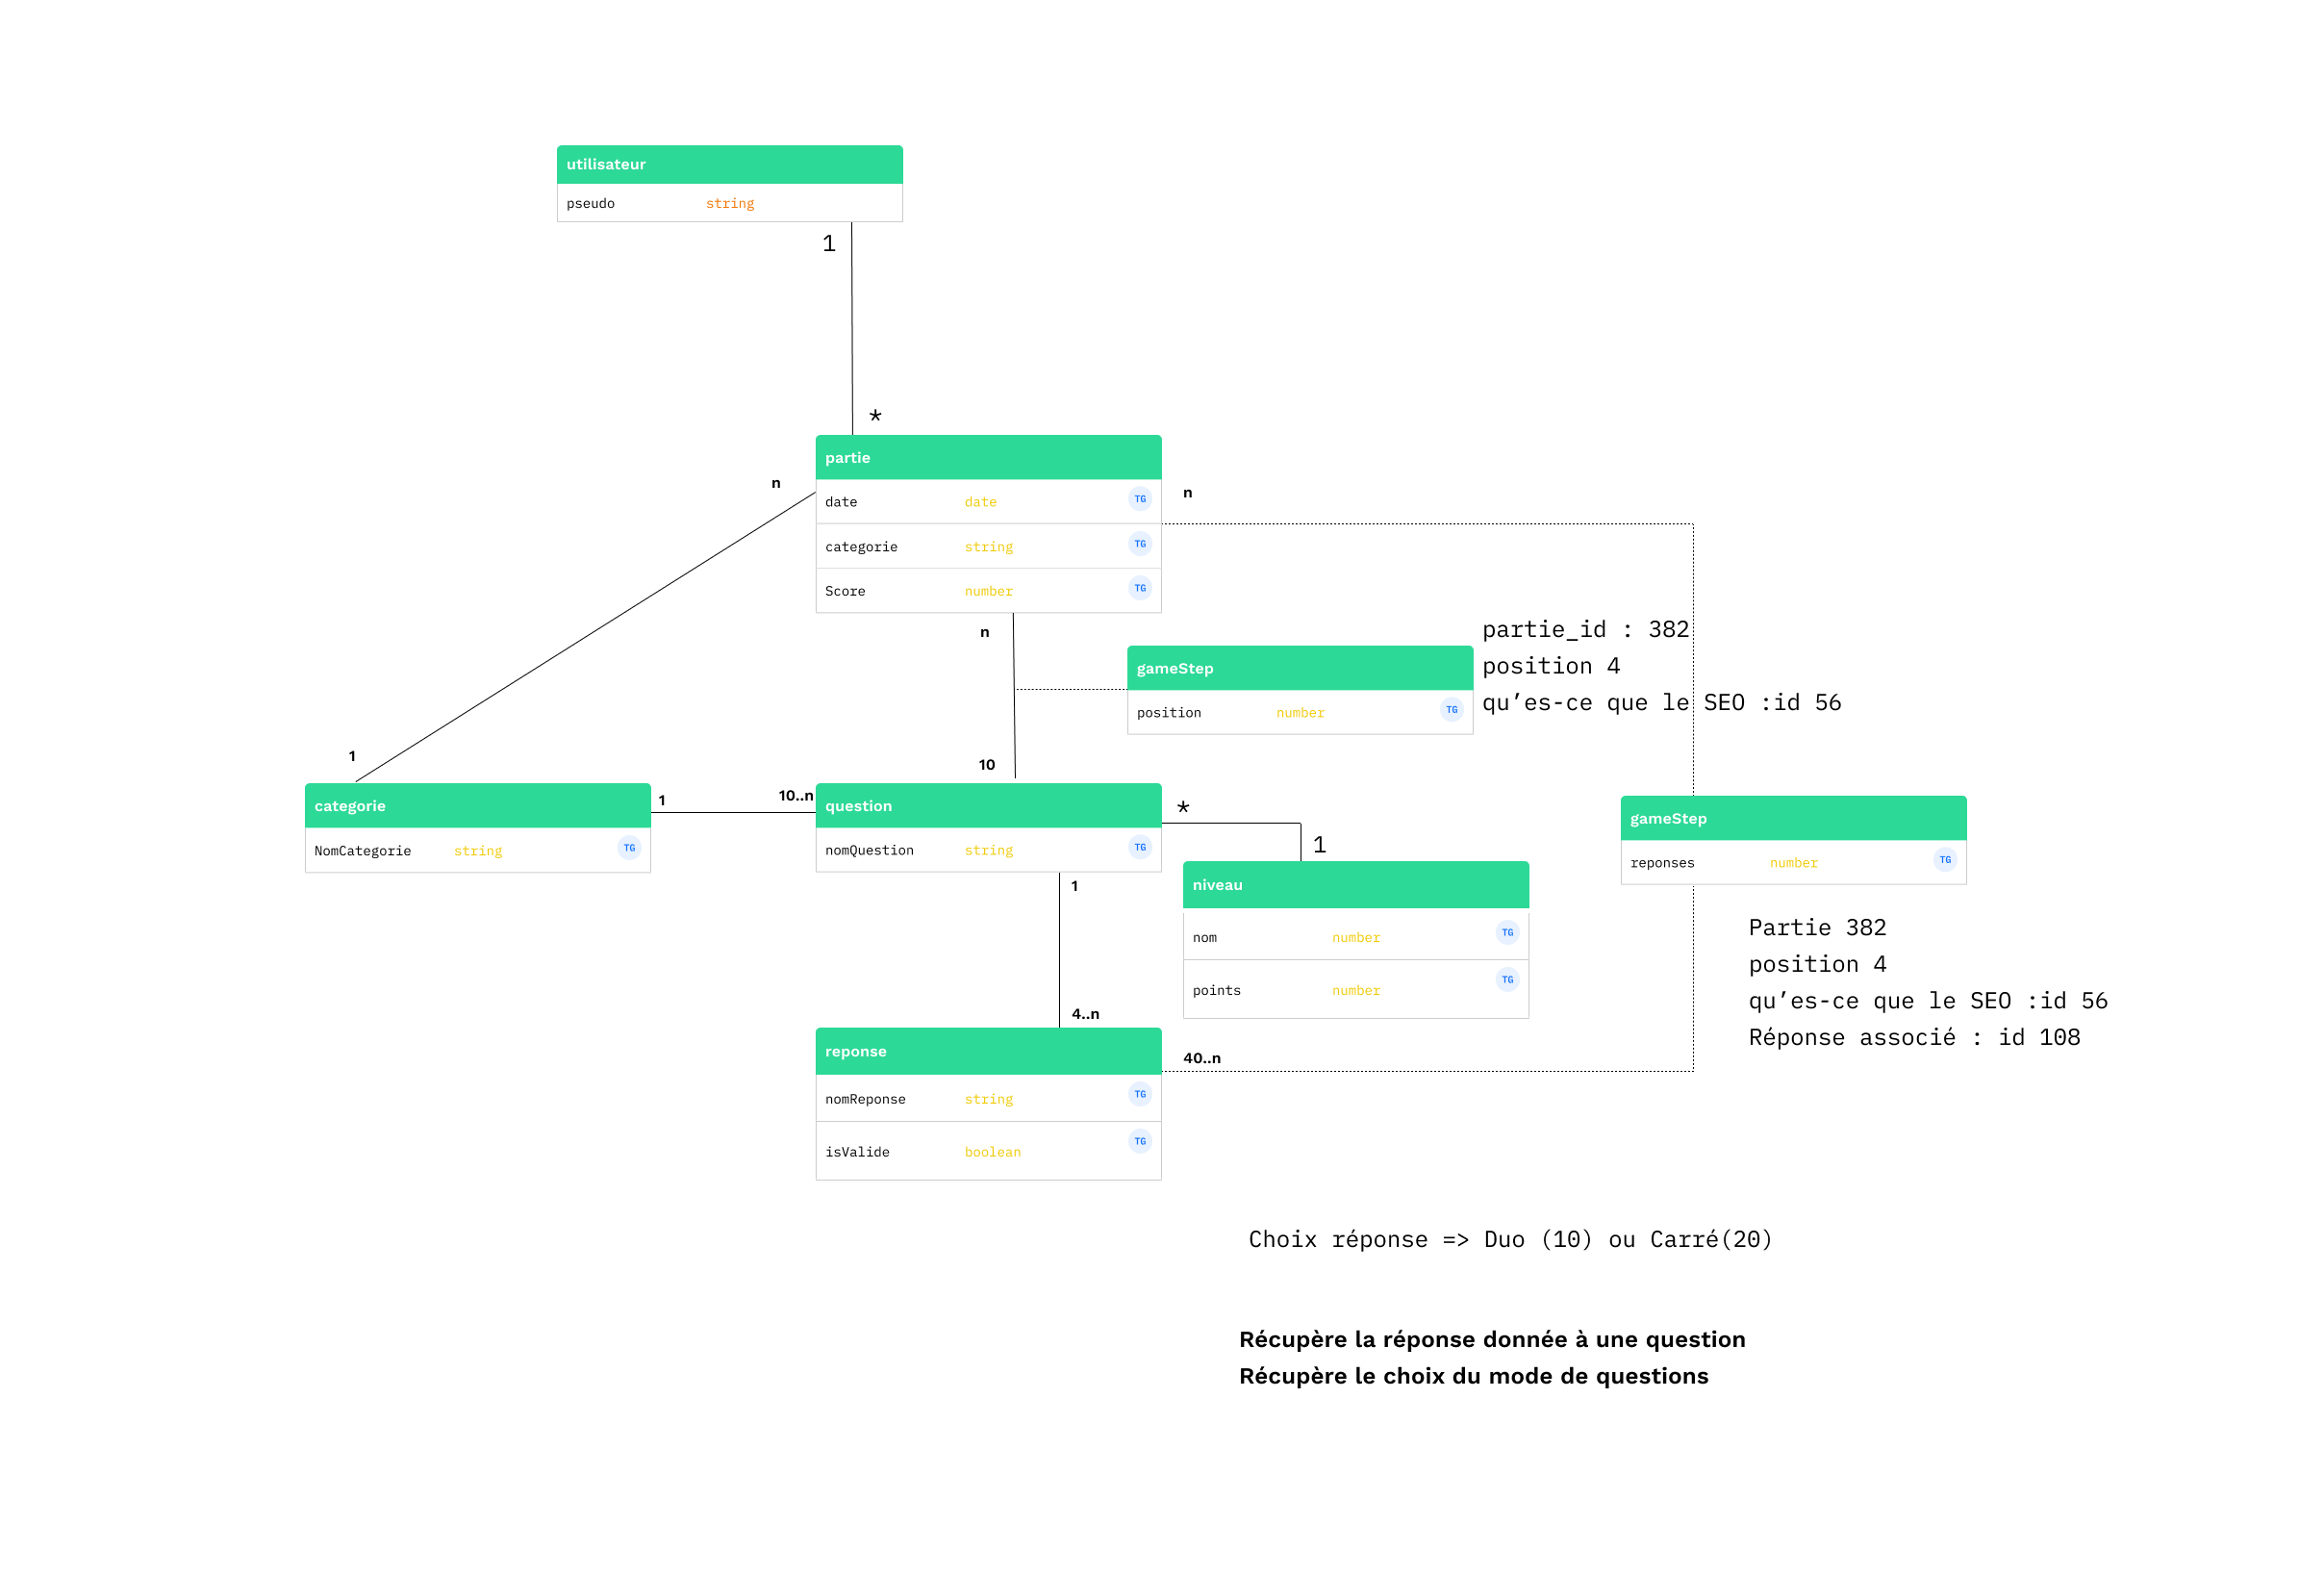 utilisateur
pseudo string
1
*
partie
n
n
date date TG
categorie string TG
Score number TG
n
partie_id : 382
gameStep
position 4
position number TG
qu’es-ce que le SEO :id 56
1
10
categorie
1
10..n
question
*
gameStep
NomCategorie string TG
nomQuestion string TG
1
reponses number TG
1
niveau
nom number TG
points number TG
Partie 382
position 4
qu’es-ce que le SEO :id 56
Réponse associé : id 108
4..n
reponse
40..n
nomReponse string TG
isValide boolean TG
Choix réponse => Duo (10) ou Carré(20)
Récupère la réponse donnée à une question
Récupère le choix du mode de questions